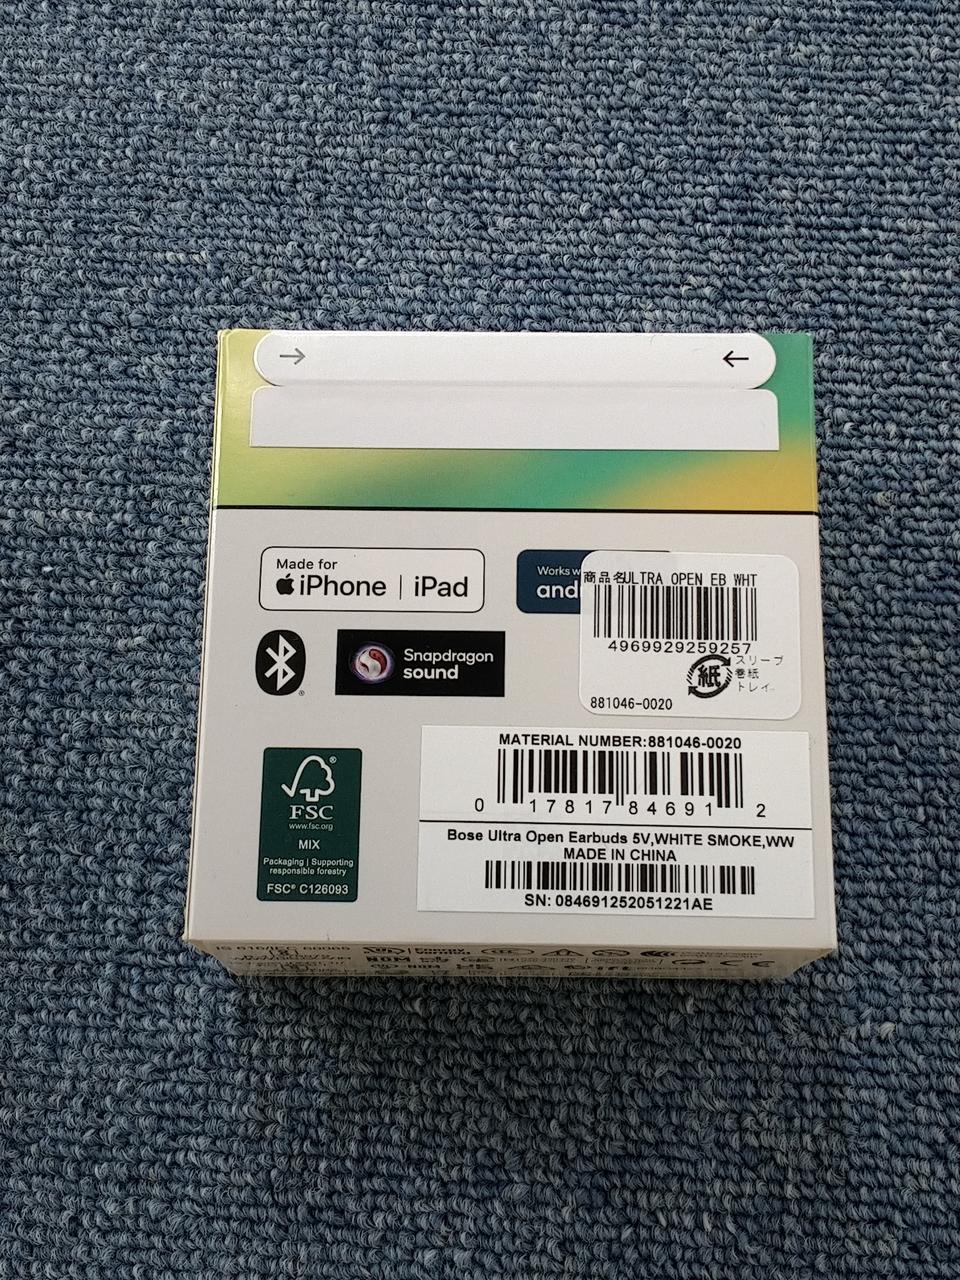 Made for
iPhone | iPad
Works
商品名ULTRA OPEN EB WHT
4969929259257
スリーブ
巻紙
トレイ
紙
881046-0020
Snapdragon
sound
MATERIAL NUMBER:881046-0020
0 17817 84691 2
Bose Ultra Open Earbuds 5V,WHITE SMOKE,WW
MADE IN CHINA
SN: 084691252051221AE
FSC
www.fsc.org
MIX
Packaging | Supporting
responsible forestry
FSC® C126093
NOM